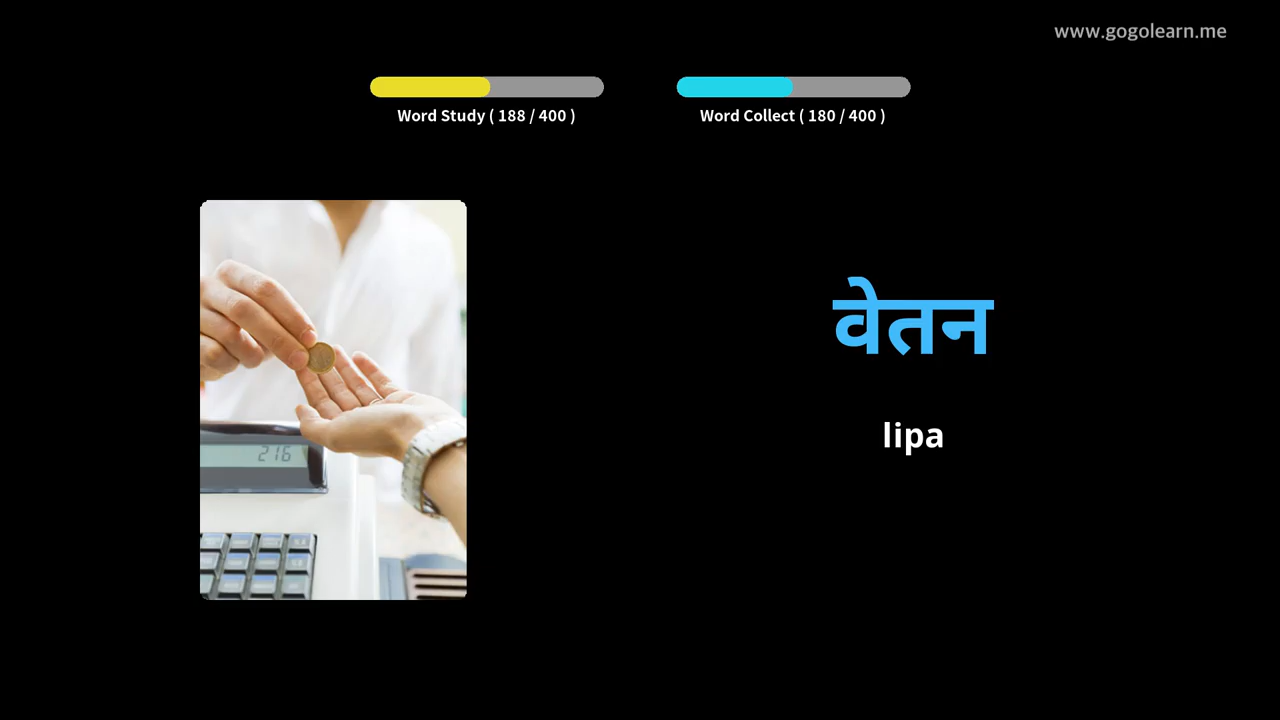 www.gogolearn.me
Word Study ( 188 / 400 )
Word Collect ( 180 / 400 )
वेतन
lipa
216